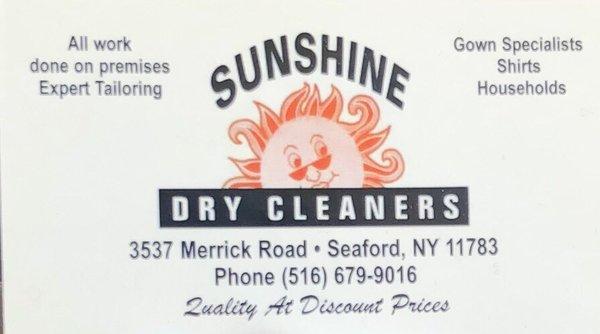 All work
done on premises
Expert Tailoring
Gown Specialists
Shirts
Households
SUNSHINE
DRY CLEANERS
3537 Merrick Road • Seaford, NY 11783
Phone (516) 679-9016
Quality At Discount Prices